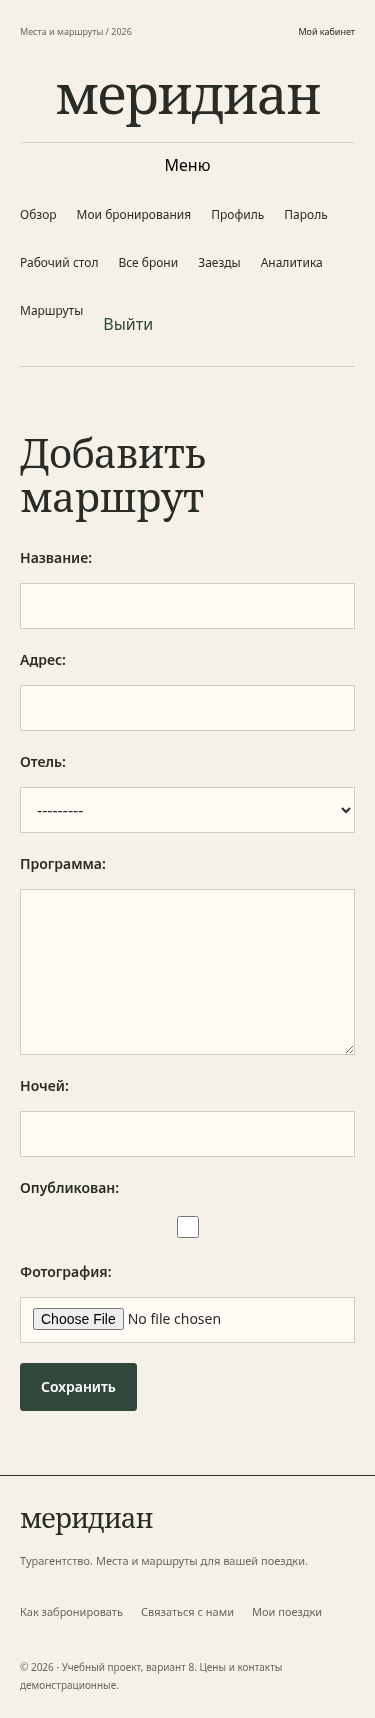 Места и маршруты / 2026
Мой кабинет
меридиан
Меню
Обзор Мои бронирования Профиль Пароль
Рабочий стол Все брони Заезды Аналитика
Маршруты Выйти
Добавить
маршрут
Название:
Адрес:
Отель:
---------
Программа:
Ночей:
Опубликован:
Фотография:
Choose File No file chosen
Сохранить
меридиан
Турагентство. Места и маршруты для вашей поездки.
Как забронировать Связаться с нами Мои поездки
© 2026 · Учебный проект, вариант 8. Цены и контакты
демонстрационные.